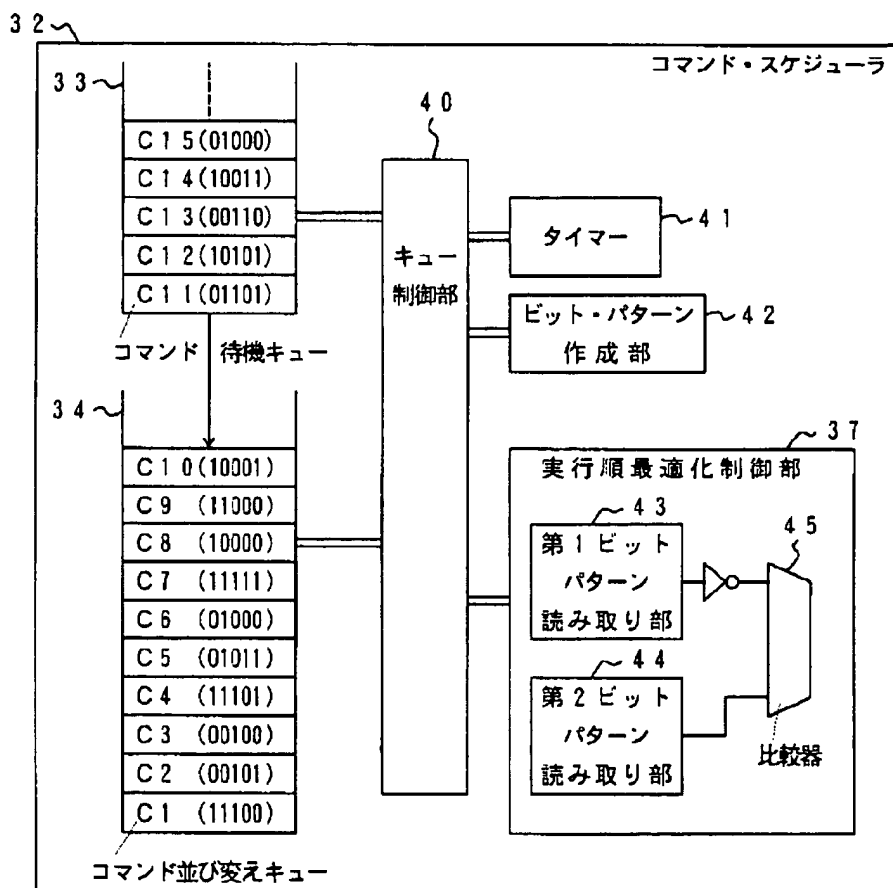 32
コマンド・スケジューラ
33
C15(01000)
C14(10011)
C13(00110)
C12(10101)
C11(01101)
コマンド 待機キュー
34
C10(10001)
C9 (11000)
C8 (10000)
C7 (11111)
C6 (01000)
C5 (01011)
C4 (11101)
C3 (00100)
C2 (00101)
C1 (11100)
コマンド並び変えキュー
40
キュー
制御部
タイマー
41
ビット・パターン
作成部
42
37
実行順最適化制御部
43
第1ビット
パターン
読み取り部
45
44
第2ビット
パターン
読み取り部
比較器